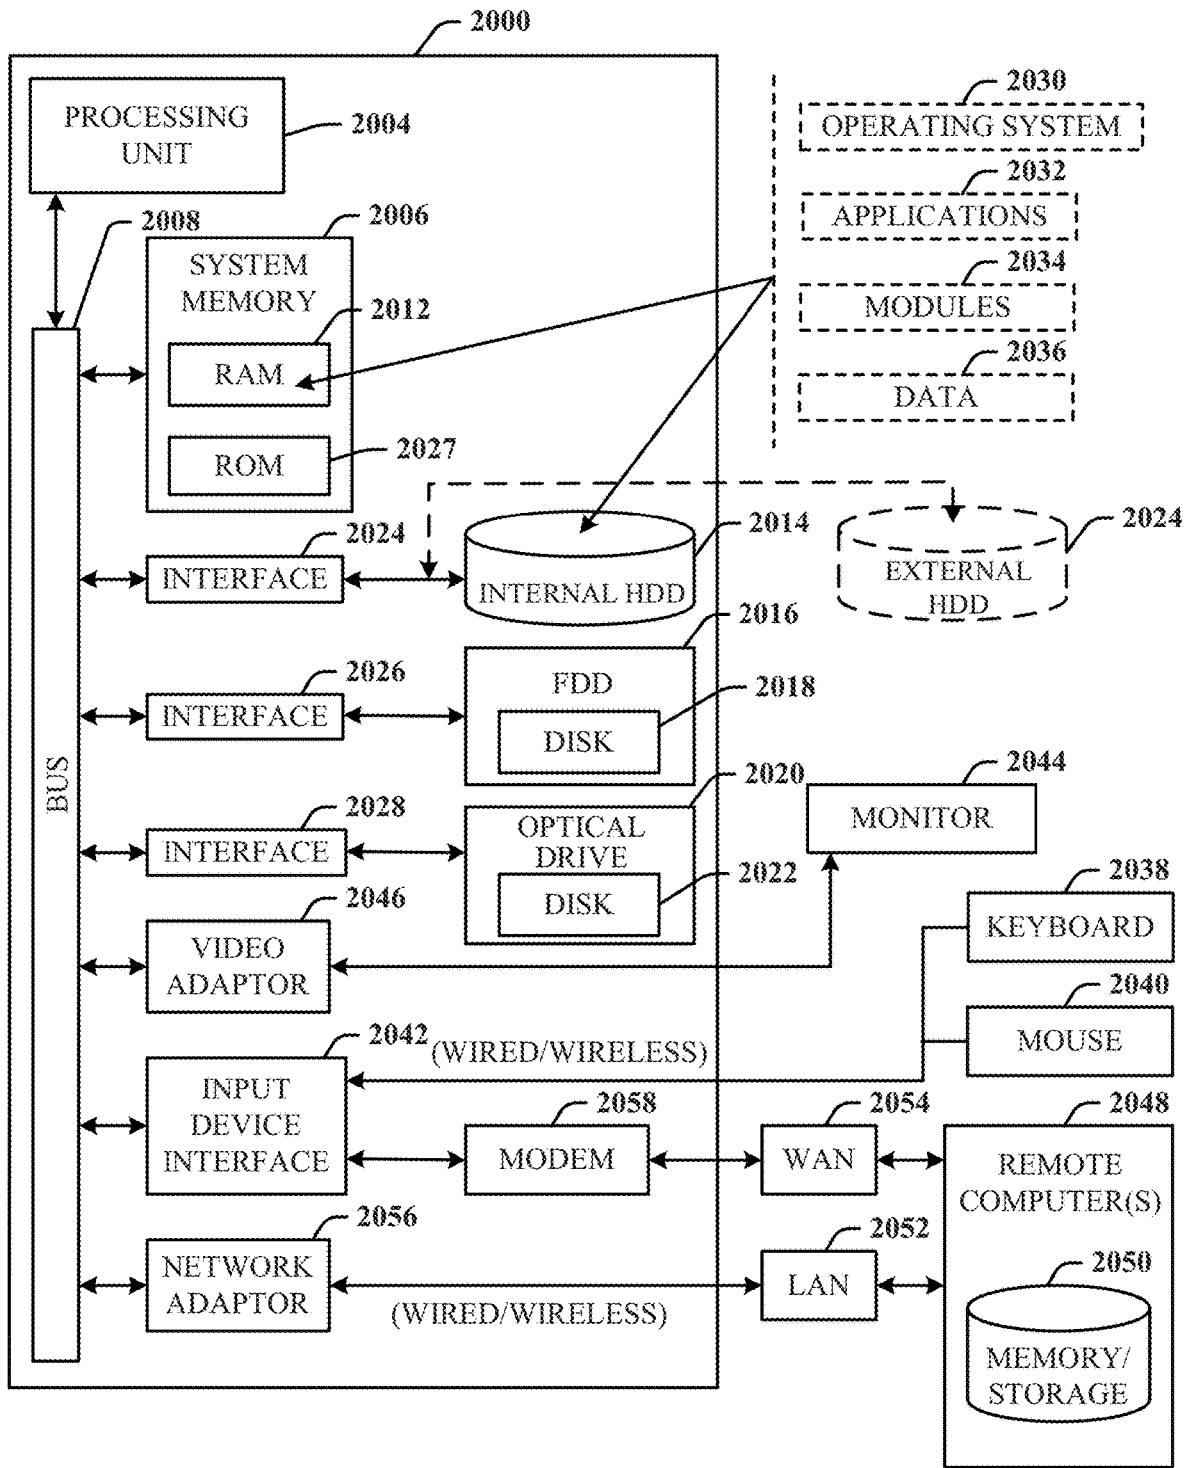 2000
PROCESSING
UNIT
2004
2030
OPERATING SYSTEM
2032
APPLICATIONS
2034
MODULES
2036
DATA
2008
2006
SYSTEM
MEMORY
2012
RAM
ROM
2027
2024
INTERFACE
2014
INTERNAL HDD
2024
EXTERNAL
HDD
2026
INTERFACE
2016
FDD
2018
DISK
BUS
2028
INTERFACE
2020
OPTICAL
DRIVE
2022
DISK
2044
MONITOR
2046
VIDEO
ADAPTOR
2038
KEYBOARD
2040
MOUSE
2042
(WIRED/WIRELESS)
INPUT
DEVICE
INTERFACE
2058
MODEM
2054
WAN
2048
REMOTE
COMPUTER(S)
2056
NETWORK
ADAPTOR
(WIRED/WIRELESS)
2052
LAN
2050
MEMORY/
STORAGE